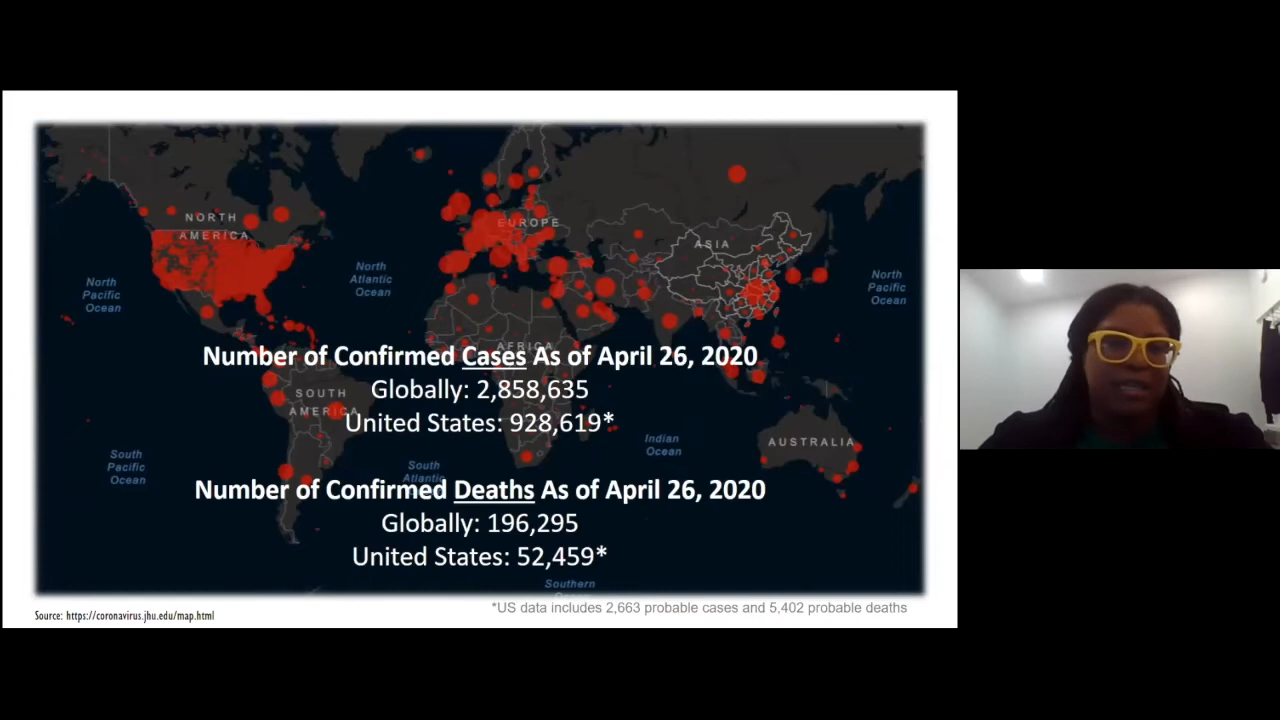 NORTH
AMERICA
EUROPE
ASIA
North
Pacific
Ocean
North
Atlantic
Ocean
North
Pacific
Ocean
AFRICA
Number of Confirmed Cases As of April 26, 2020
Globally: 2,858,635
SOUTH
AMERICA
United States: 928,619*
Indian
Ocean
AUSTRALIA
South
Pacific
Ocean
South
Atlantic
Number of Confirmed Deaths As of April 26, 2020
Globally: 196,295
United States: 52,459*
Southern
*US data includes 2,663 probable cases and 5,402 probable deaths
Source: https://coronavirus.jhu.edu/map.html